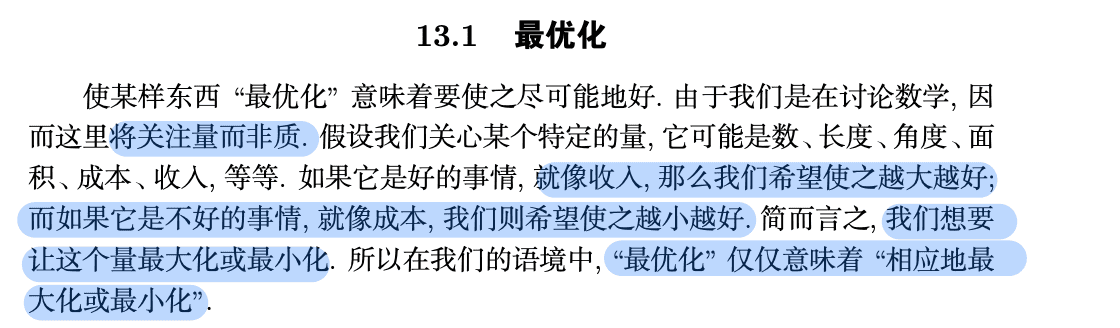 13.1 最优化
使某样东西 “最优化” 意味着要使之尽可能地好. 由于我们是在讨论数学, 因
而这里将关注量而非质. 假设我们关心某个特定的量, 它可能是数、长度、角度、面
积、成本、收入, 等等. 如果它是好的事情, 就像收入, 那么我们希望使之越大越好;
而如果它是不好的事情, 就像成本, 我们则希望使之越小越好. 简而言之, 我们想要
让这个量最大化或最小化. 所以在我们的语境中, “最优化” 仅仅意味着 “相应地最
大化或最小化”.